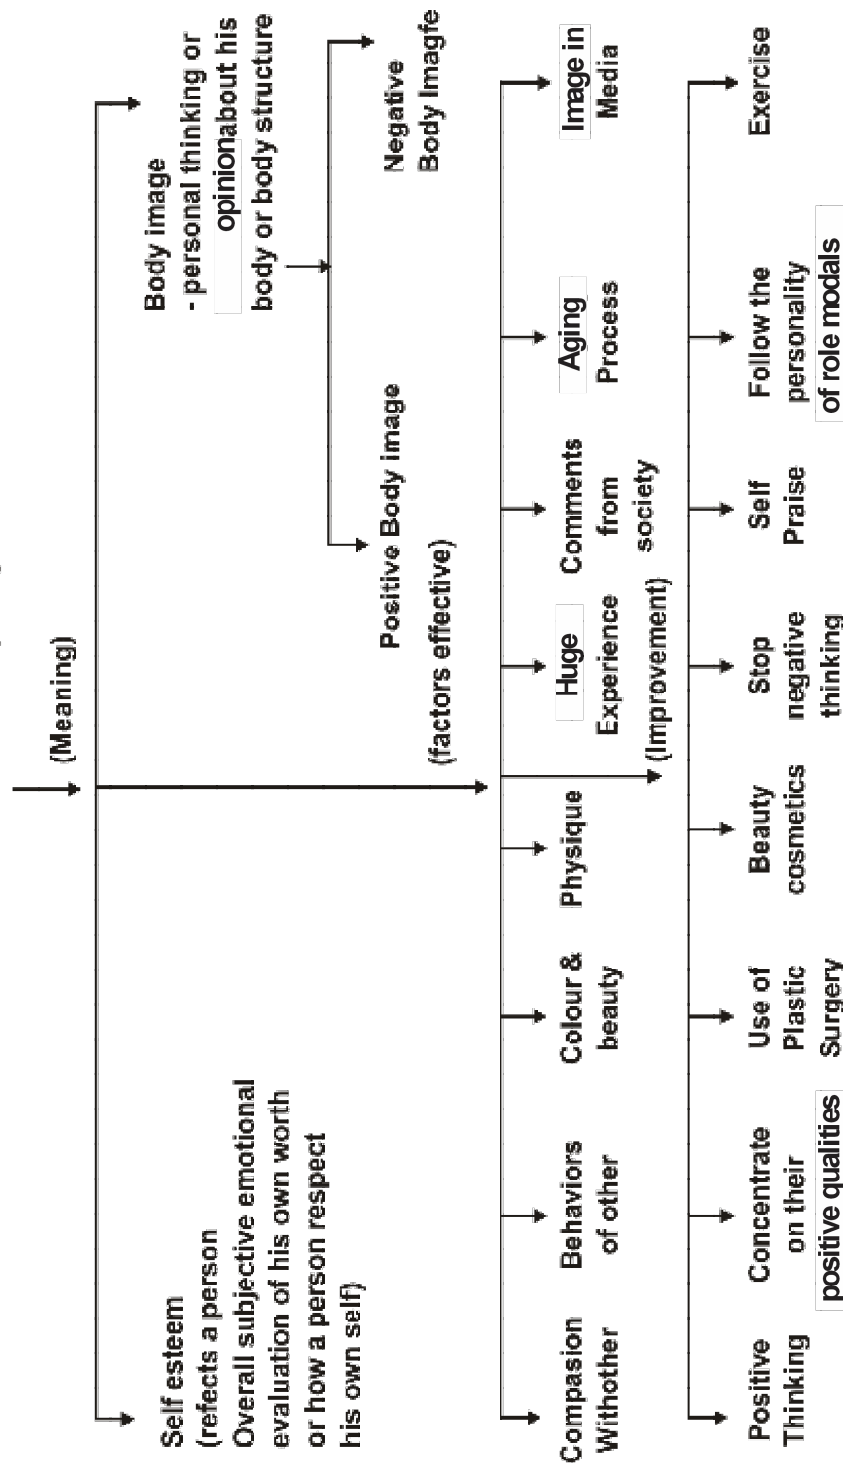 (Meaning)
Self esteem
(refects a person
Overall subjective emotional
evaluation of his own worth
or how a person respect
his own self)
Body image
- personal thinking or
opinionabout his
body or body structure
Positive Body image
Negative
Body Imagfe
(factors effective)
Compasion
Withother
Behaviors
of other
Colour &
beauty
Physique
Huge
Experience
Comments
from
society
Aging
Process
Image in
Media
(Improvement)
Positive
Thinking
Concentrate
on their
positive qualities
Use of
Plastic
Surgery
Beauty
cosmetics
Stop
negative
thinking
Self
Praise
Follow the
personality
of role modals
Exercise